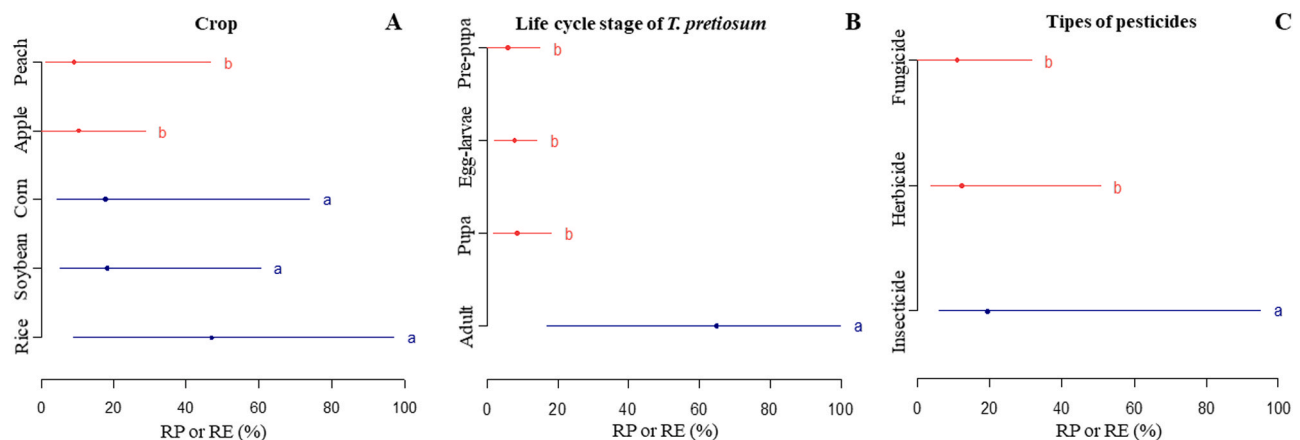 Crop
A
Peach
b
Apple
b
Corn
a
Soybean
a
Rice
a
0 20 40 60 80 100
RP or RE (%)
Life cycle stage of T. pretiosum
B
Pre-pupa
b
Egg-larvae
b
Pupa
b
Adult
a
0 20 40 60 80 100
RP or RE (%)
Tipes of pesticides
C
Fungicide
b
Herbicide
b
Insecticide
a
0 20 40 60 80 100
RP or RE (%)